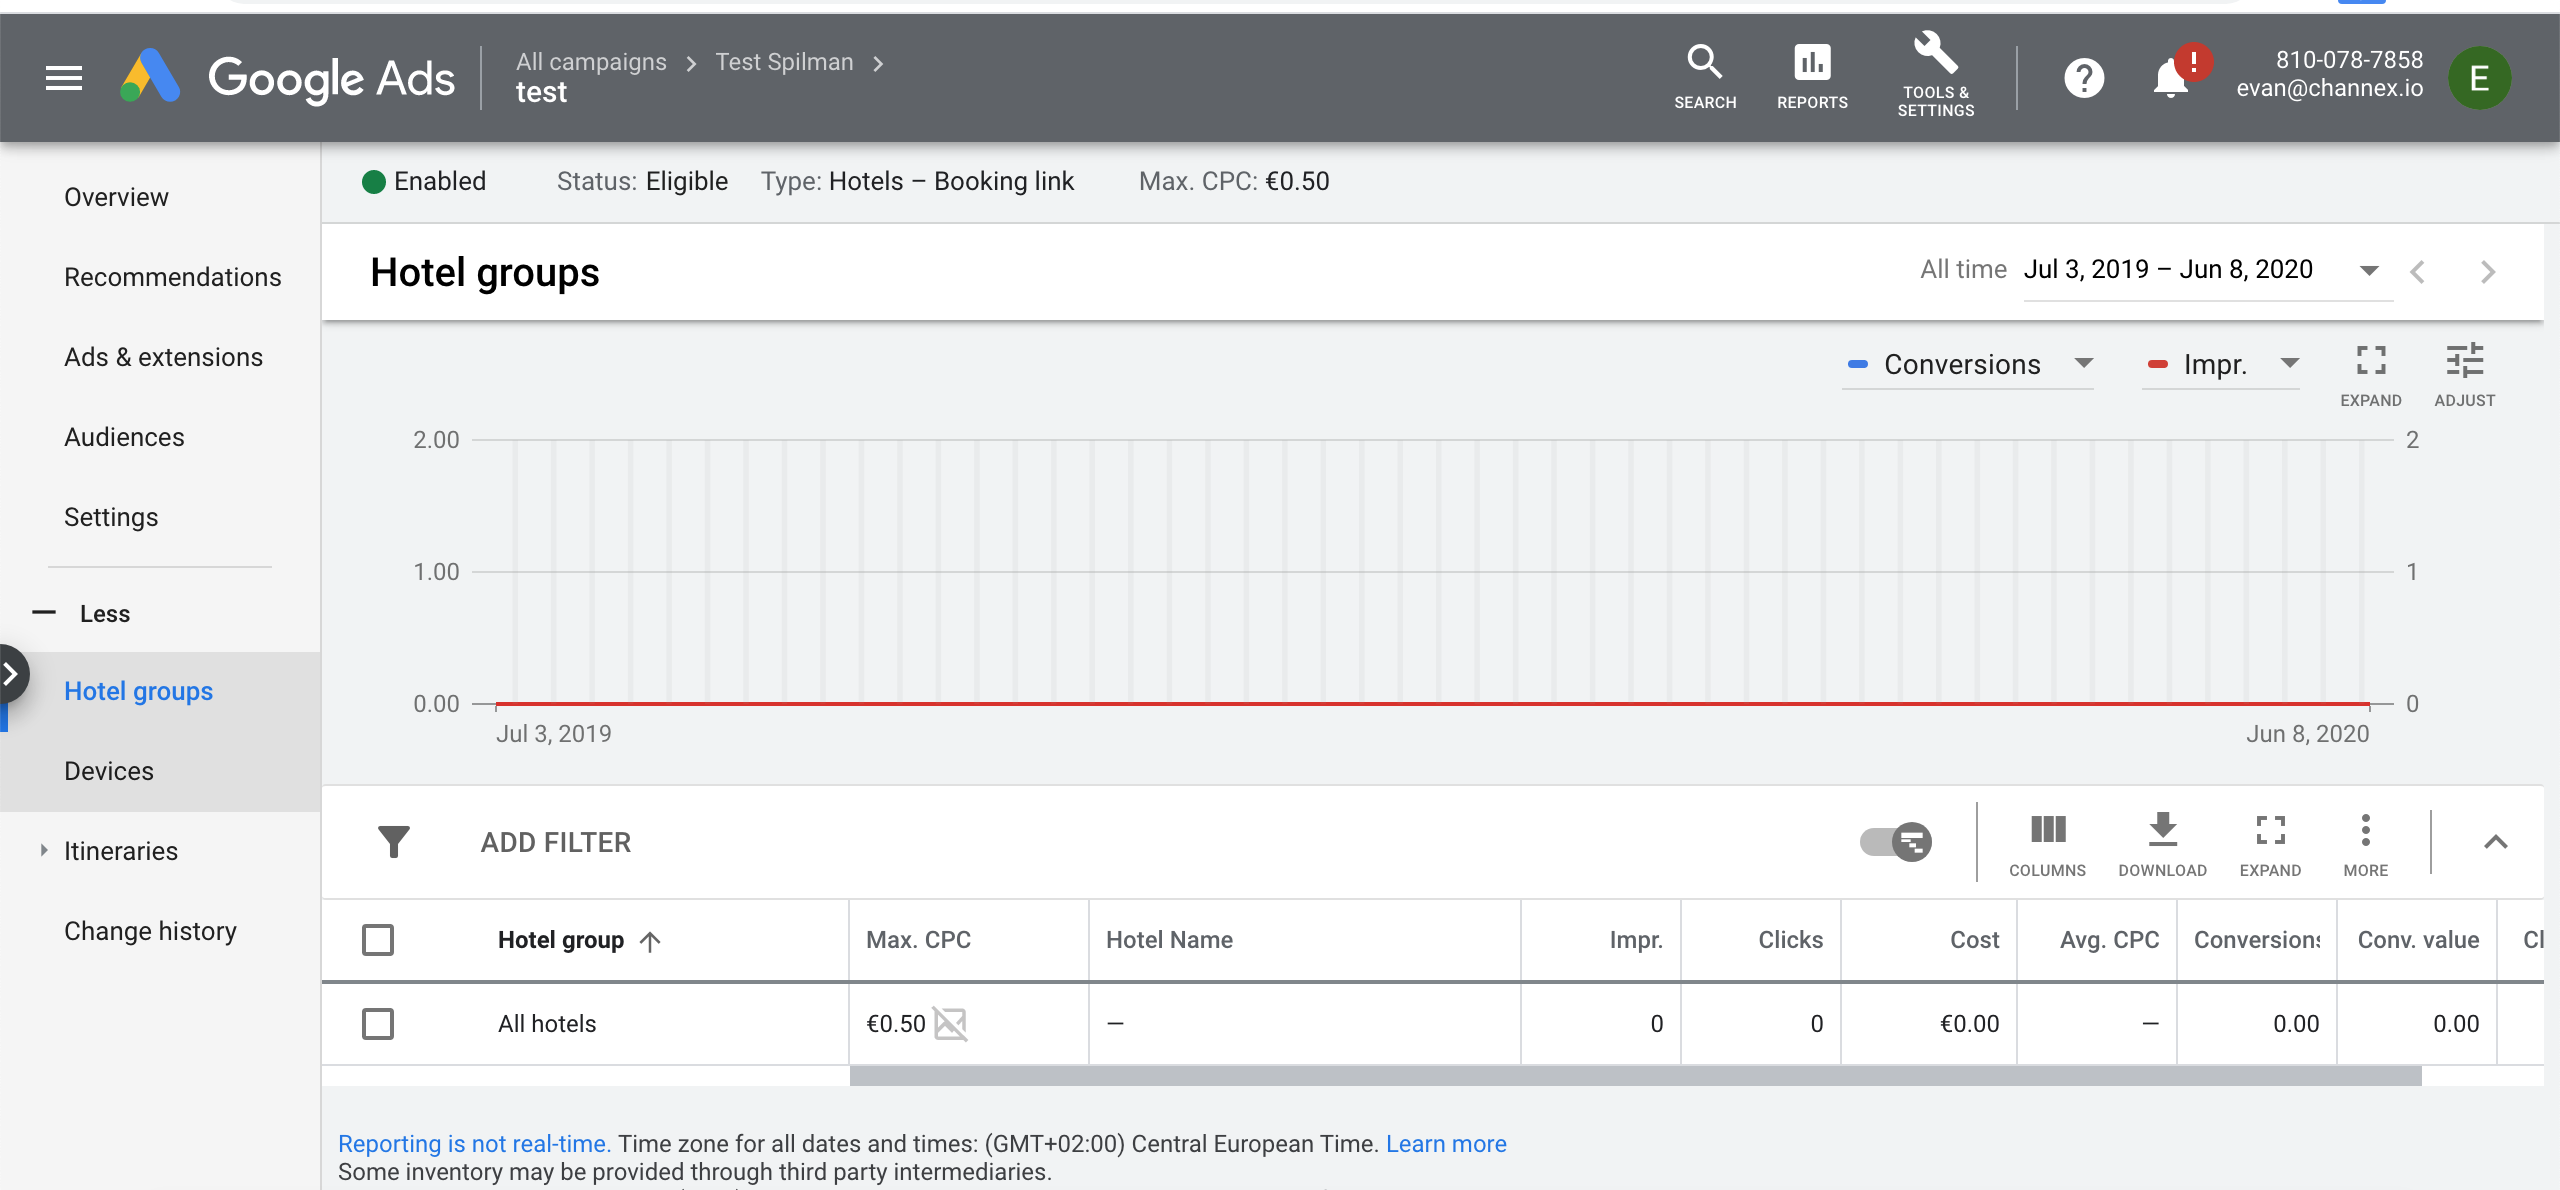 Google Ads
All campaigns > Test Spilman >
test
SEARCH
REPORTS
TOOLS &
SETTINGS
810-078-7858
evan@channex.io
E
Overview
Recommendations
Ads & extensions
Audiences
Settings
Less
Hotel groups
Devices
Itineraries
Change history
Enabled Status: Eligible Type: Hotels – Booking link Max. CPC: €0.50
Hotel groups
All time Jul 3, 2019 – Jun 8, 2020
Conversions Impr.
EXPAND ADJUST
2.00 2
1.00 1
0.00 0
Jul 3, 2019 Jun 8, 2020
ADD FILTER
COLUMNS DOWNLOAD EXPAND MORE
Hotel group Max. CPC Hotel Name Impr. Clicks Cost Avg. CPC Conversions Conv. value
All hotels €0.50 — 0 0 €0.00 — 0.00 0.00
Reporting is not real-time. Time zone for all dates and times: (GMT+02:00) Central European Time. Learn more
Some inventory may be provided through third party intermediaries.